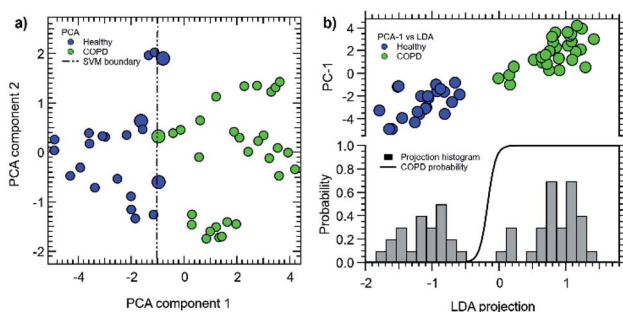 a)
PCA
Healthy
COPD
SVM boundary
PCA component 2
2
1
0
-1
-2
-4
-2
0
2
4
PCA component 1
b)
PCA-1 vs LDA
Healthy
COPD
PC-1
4
2
0
-2
-4
Projection histogram
COPD probability
Probability
1.0
0.8
0.6
0.4
0.2
0.0
-2
-1
0
1
LDA projection